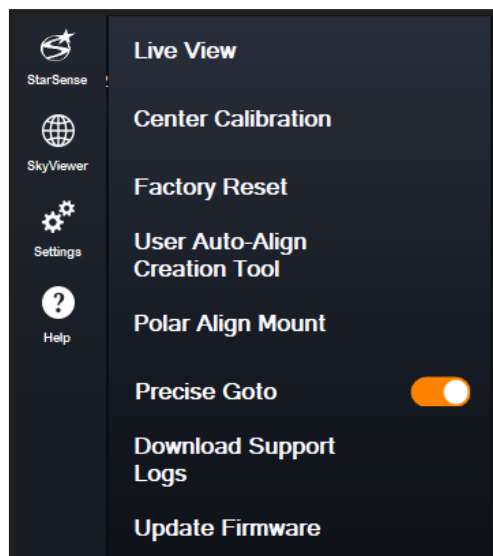 StarSense
SkyViewer
Settings
?
Help
Live View
Center Calibration
Factory Reset
User Auto-Align
Creation Tool
Polar Align Mount
Precise Goto
Download Support
Logs
Update Firmware